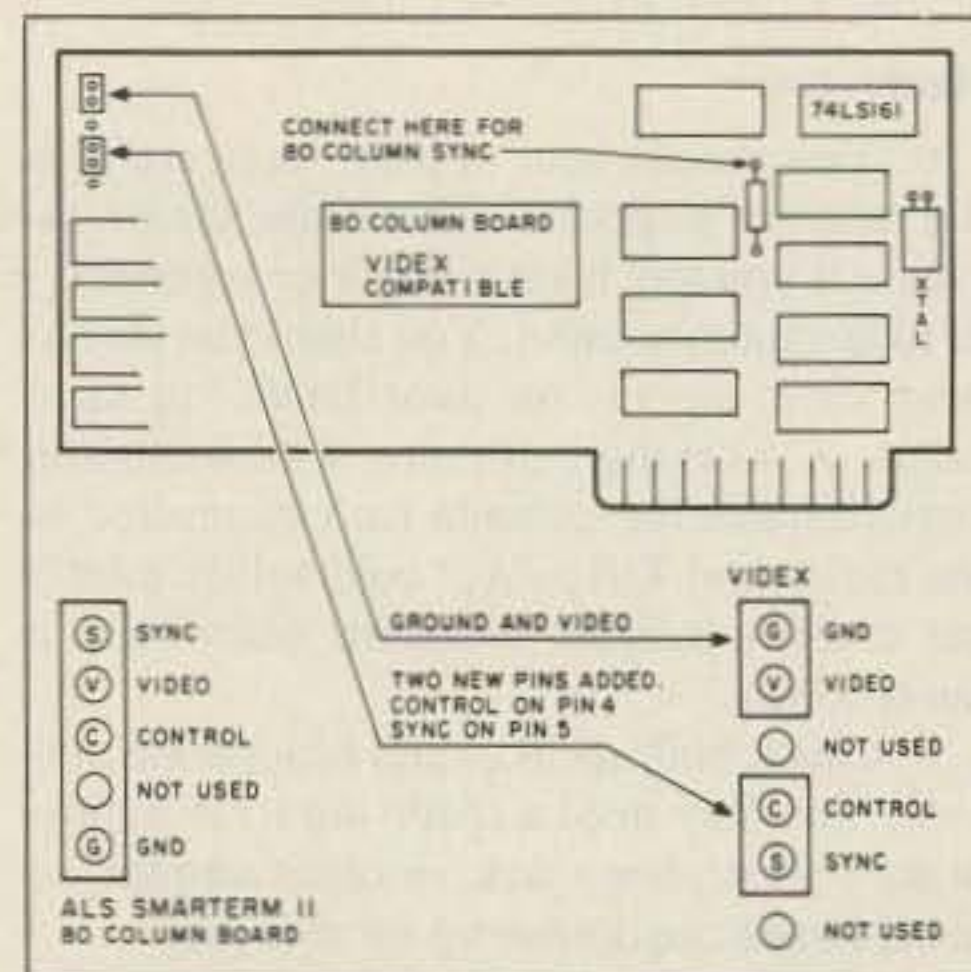 74LS161
CONNECT HERE FOR
80 COLUMN SYNC
80 COLUMN BOARD
VIDEX
COMPATIBLE
XTAL
VIDEX
S SYNC
V VIDEO
C CONTROL
NOT USED
G GND
ALS SMARTERM II
80 COLUMN BOARD
GROUND AND VIDEO
TWO NEW PINS ADDED,
CONTROL ON PIN 4
SYNC ON PIN 5
G GND
V VIDEO
NOT USED
C CONTROL
S SYNC
NOT USED